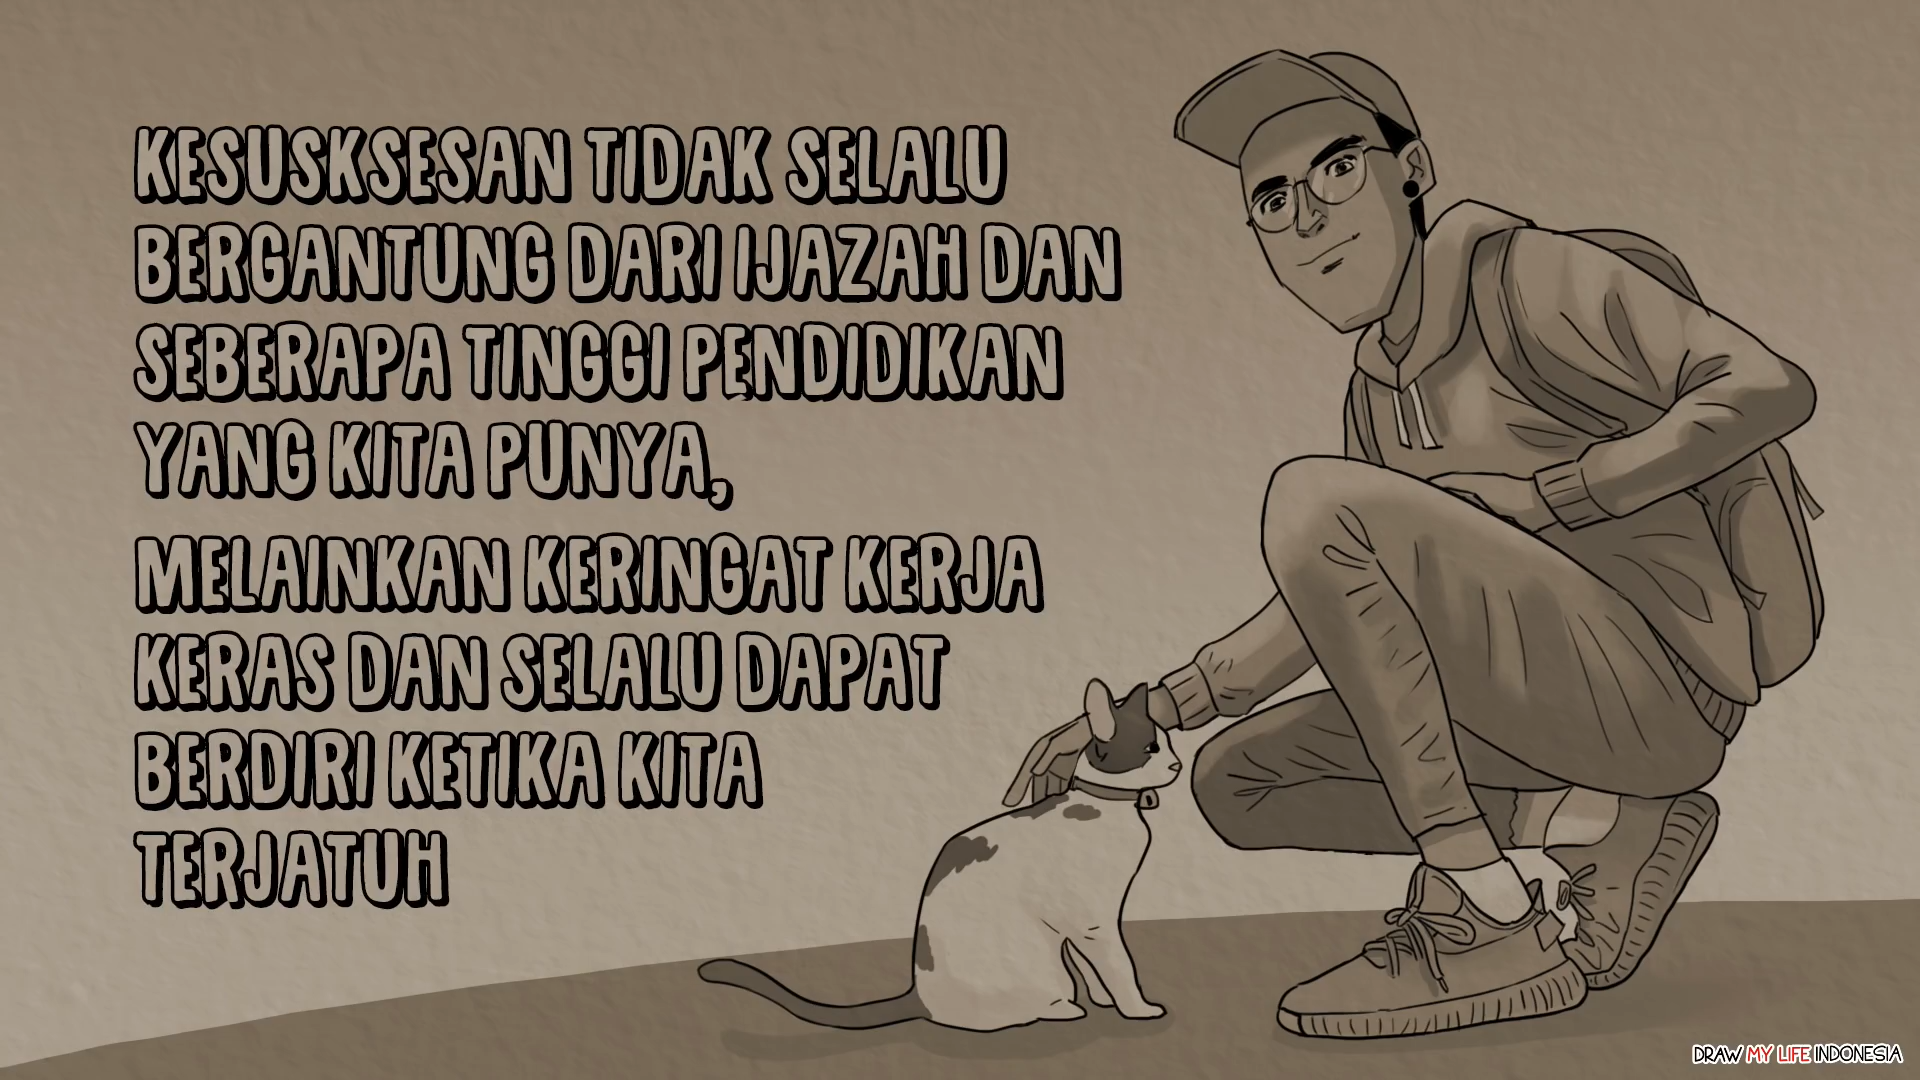 KESUSKSESAN TIDAK SELALU
BERGANTUNG DARI IJAZAH DAN
SEBERAPA TINGGI PENDIDIKAN
YANG KITA PUNYA,
MELAINKAN KERINGAT KERJA
KERAS DAN SELALU DAPAT
BERDIRI KETIKA KITA
TERJATUH
DRAW MY LIFE INDONESIA